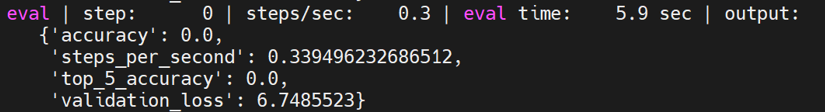 eval | step:      0 | steps/sec:    0.3 | eval time:    5.9 sec | output:
{'accuracy': 0.0,
'steps_per_second': 0.339496232686512,
'top_5_accuracy': 0.0,
'validation_loss': 6.7485523}